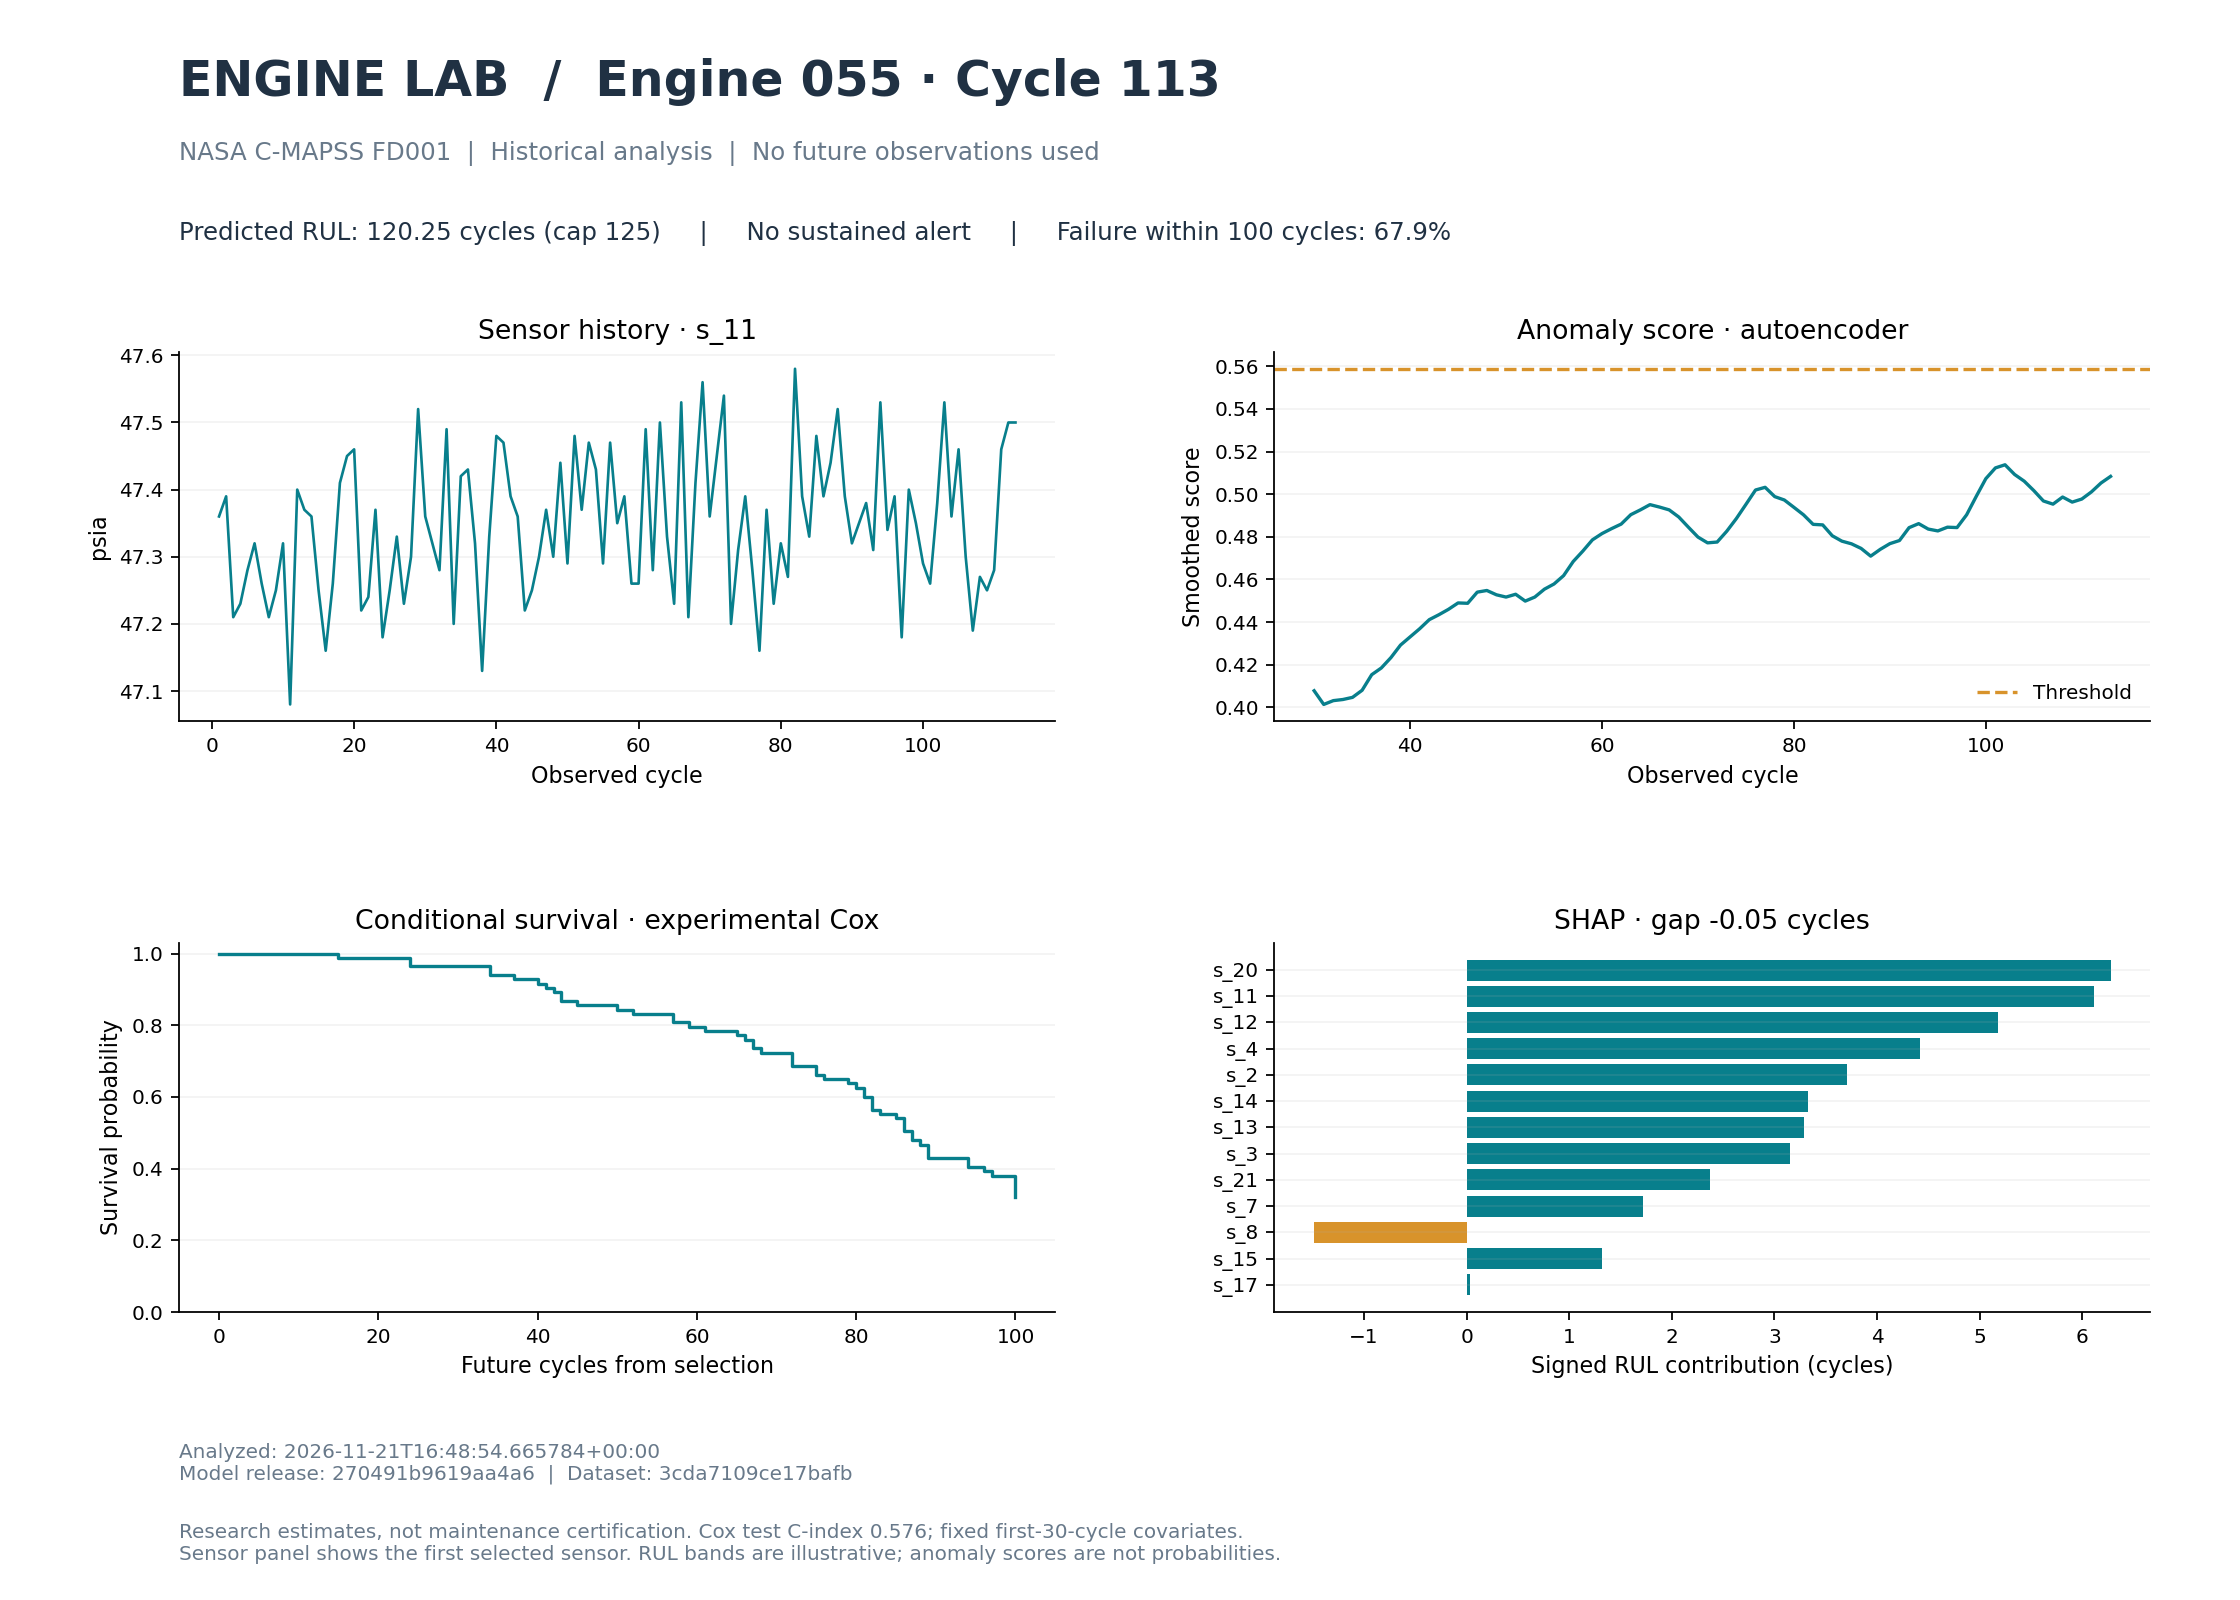 ENGINE LAB / Engine 055 · Cycle 113
NASA C-MAPSS FD001 | Historical analysis | No future observations used
Predicted RUL: 120.25 cycles (cap 125) | No sustained alert | Failure within 100 cycles: 67.9%
Sensor history · s_11
47.6
47.5
47.4
47.3
47.2
47.1
psia
0 20 40 60 80 100
Observed cycle
Anomaly score · autoencoder
0.56
0.54
0.52
0.50
0.48
0.46
0.44
0.42
0.40
Smoothed score
Threshold
40 60 80 100
Observed cycle
Conditional survival · experimental Cox
1.0
0.8
0.6
0.4
0.2
0.0
Survival probability
0 20 40 60 80 100
Future cycles from selection
SHAP · gap -0.05 cycles
s_20
s_11
s_12
s_4
s_2
s_14
s_13
s_3
s_21
s_7
s_8
s_15
s_17
−1 0 1 2 3 4 5 6
Signed RUL contribution (cycles)
Analyzed: 2026-11-21T16:48:54.665784+00:00
Model release: 270491b9619aa4a6 | Dataset: 3cda7109ce17bafb
Research estimates, not maintenance certification. Cox test C-index 0.576; fixed first-30-cycle covariates.
Sensor panel shows the first selected sensor. RUL bands are illustrative; anomaly scores are not probabilities.